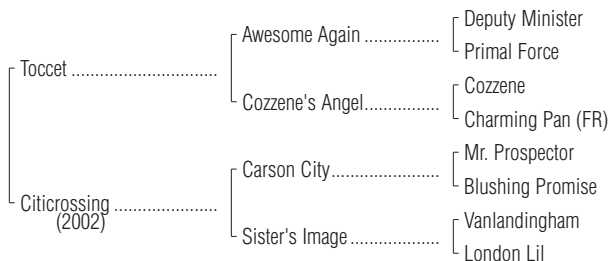 Deputy Minister
Awesome Again ..................
Primal Force
Toccet ...................................
Cozzene
Cozzene's Angel..................
Charming Pan (FR)
Mr. Prospector
Carson City..........................
Blushing Promise
Citicrossing .........................
(2002)
Vanlandingham
Sister's Image .....................
London Lil